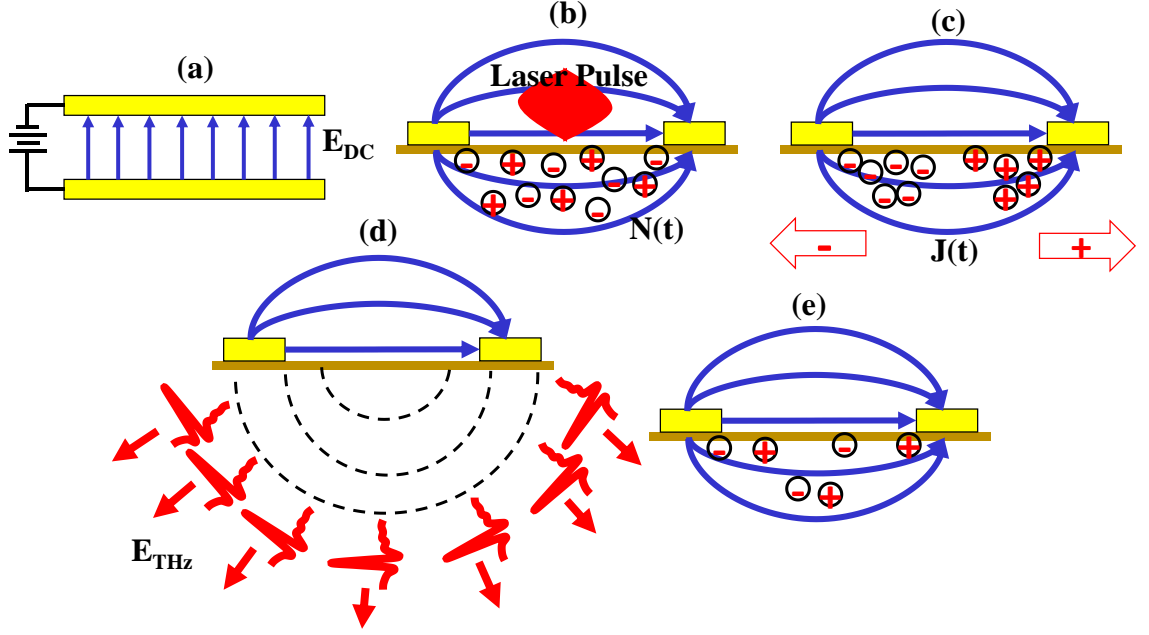 (a)
E_DC
(b)
Laser Pulse
- + - + -
- +
+ - + -
N(t)
(c)
- - - - + + +
- - + +
- J(t) +
(d)
E_THz
(e)
- + - +
- +